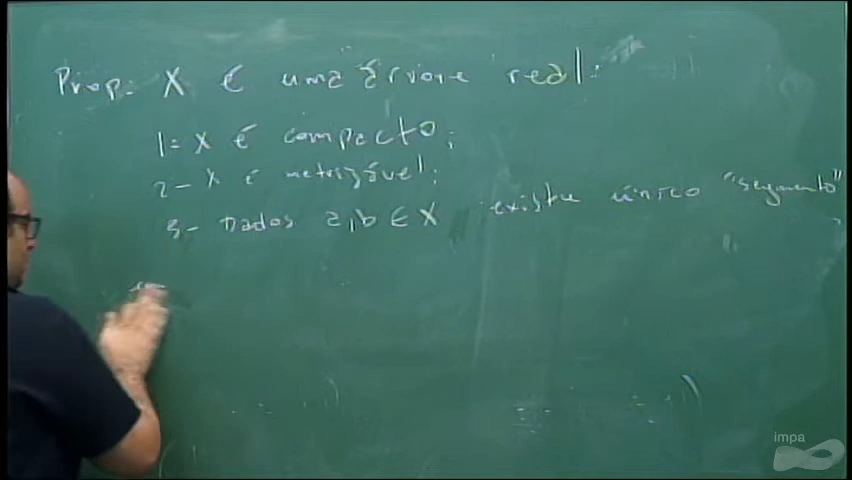 Prop: X é uma árvore real:
1- X é compacto;
2- X é metrizável;
3- Dados a, b ∈ X existe único "segmento"
impa